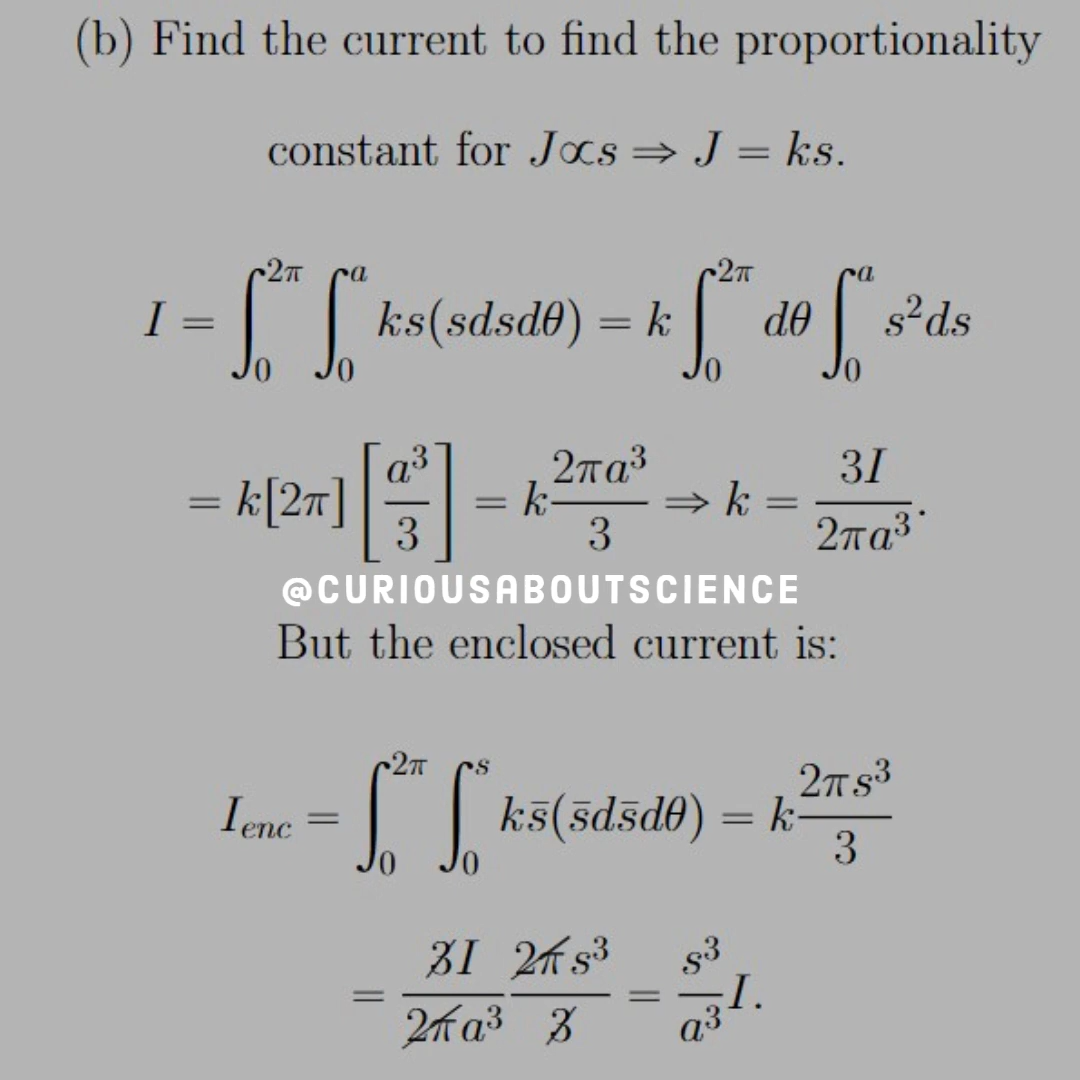 (b) Find the current to find the proportionality
constant for J∝s ⇒ J = ks.
I = ∫₀^{2π} ∫₀^{a} ks(sdsdθ) = k ∫₀^{2π} dθ ∫₀^{a} s²ds
= k[2π] [a³/3] = k 2πa³/3 ⇒ k = 3I/2πa³.
@CURIOUSABOUTSCIENCE
But the enclosed current is:
I_{enc} = ∫₀^{2π} ∫₀^{s} ks̄(s̄ds̄dθ) = k 2πs³/3
= 3I/2πa³ 2πs³/3 = s³/a³ I.